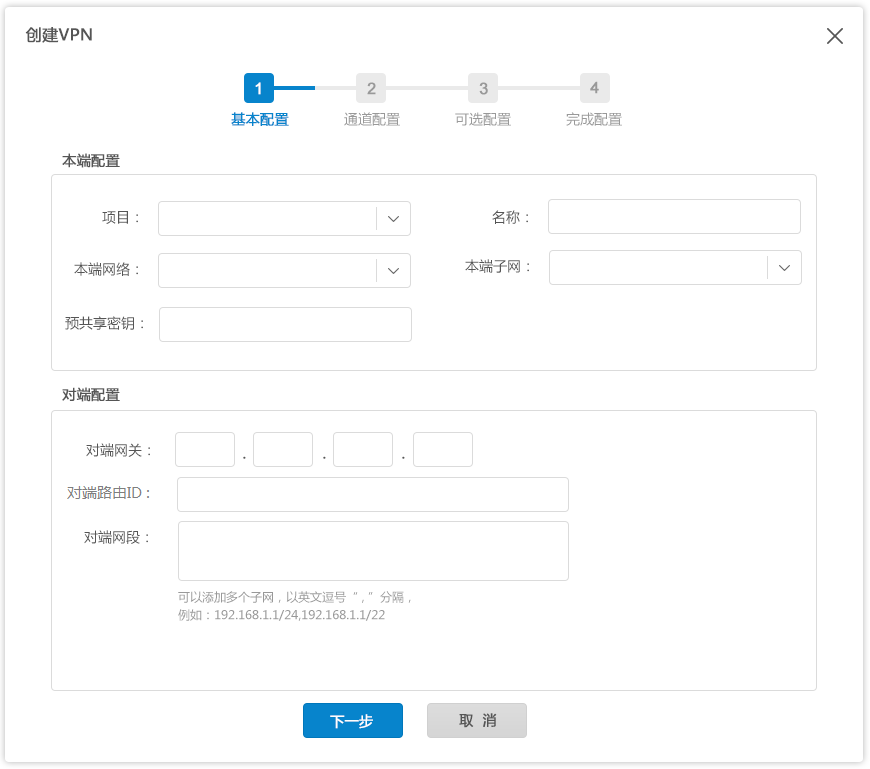 创建VPN
1 2 3 4
基本配置 通道配置 可选配置 完成配置
本端配置
项目： 名称：
本端网络： 本端子网：
预共享密钥：
对端配置
对端网关： . . .
对端路由ID：
对端网段：
可以添加多个子网，以英文逗号“，”分隔，
例如：192.168.1.1/24,192.168.1.1/22
下一步 取 消